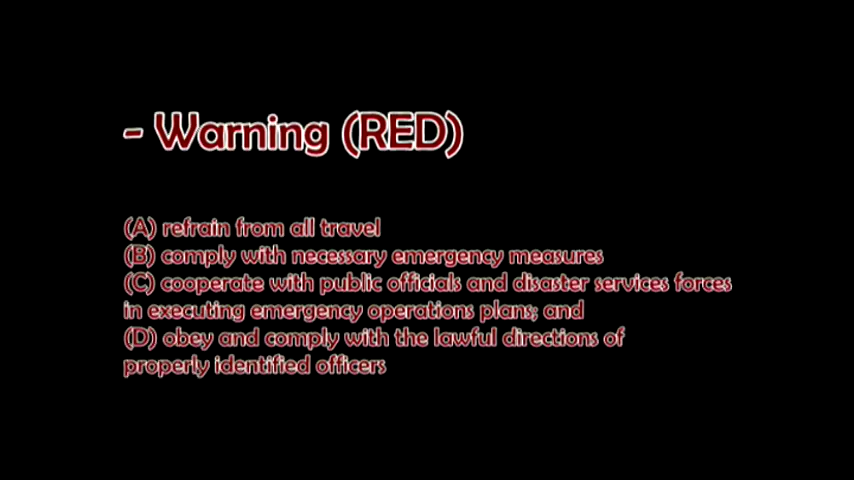 - Warning (RED)
(A) refrain from all travel
(B) comply with necessary emergency measures
(C) cooperate with public officials and disaster services forces
in executing emergency operations plans; and
(D) obey and comply with the lawful directions of
properly identified officers